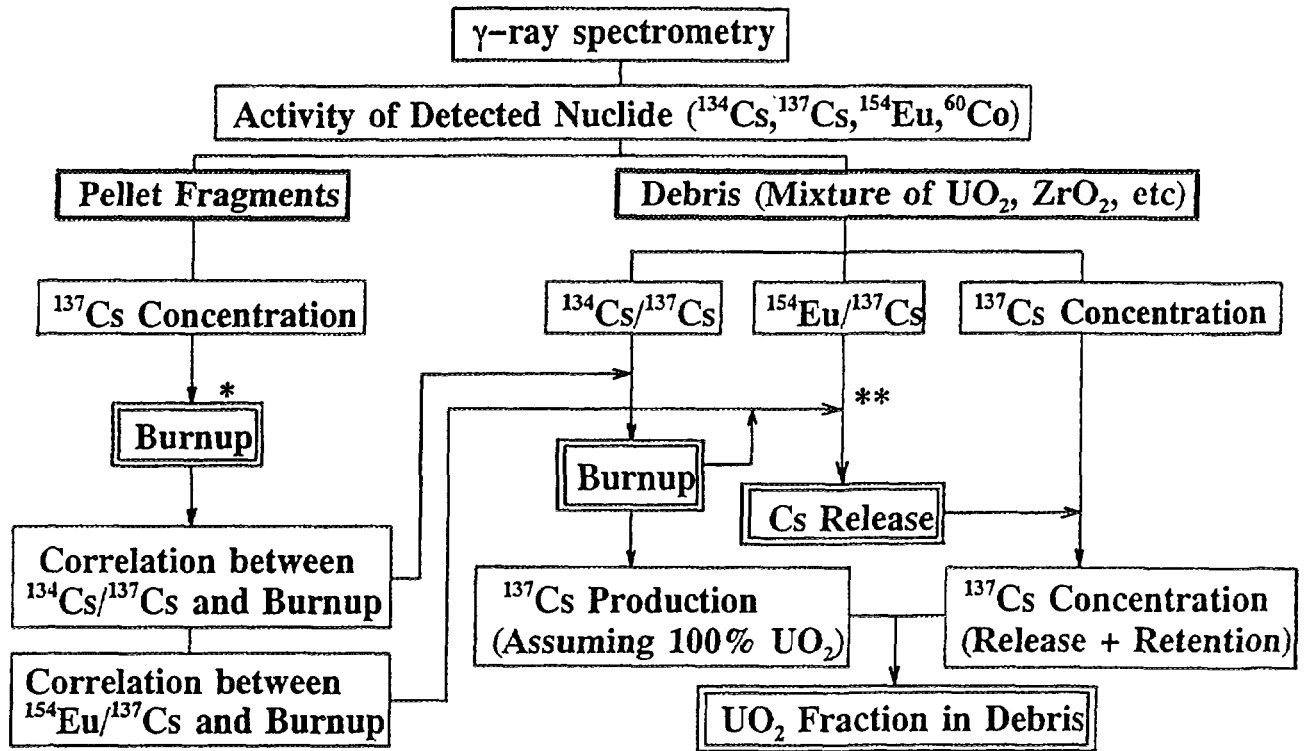 γ-ray spectrometry
Activity of Detected Nuclide (¹³⁴Cs,¹³⁷Cs,¹⁵⁴Eu,⁶⁰Co)
Pellet Fragments
Debris (Mixture of UO₂, ZrO₂, etc)
¹³⁷Cs Concentration
¹³⁴Cs/¹³⁷Cs
¹⁵⁴Eu/¹³⁷Cs
¹³⁷Cs Concentration
*
**
Burnup
Burnup
Cs Release
Correlation between
¹³⁴Cs/¹³⁷Cs and Burnup
¹³⁷Cs Production
(Assuming 100% UO₂)
¹³⁷Cs Concentration
(Release + Retention)
Correlation between
¹⁵⁴Eu/¹³⁷Cs and Burnup
UO₂ Fraction in Debris